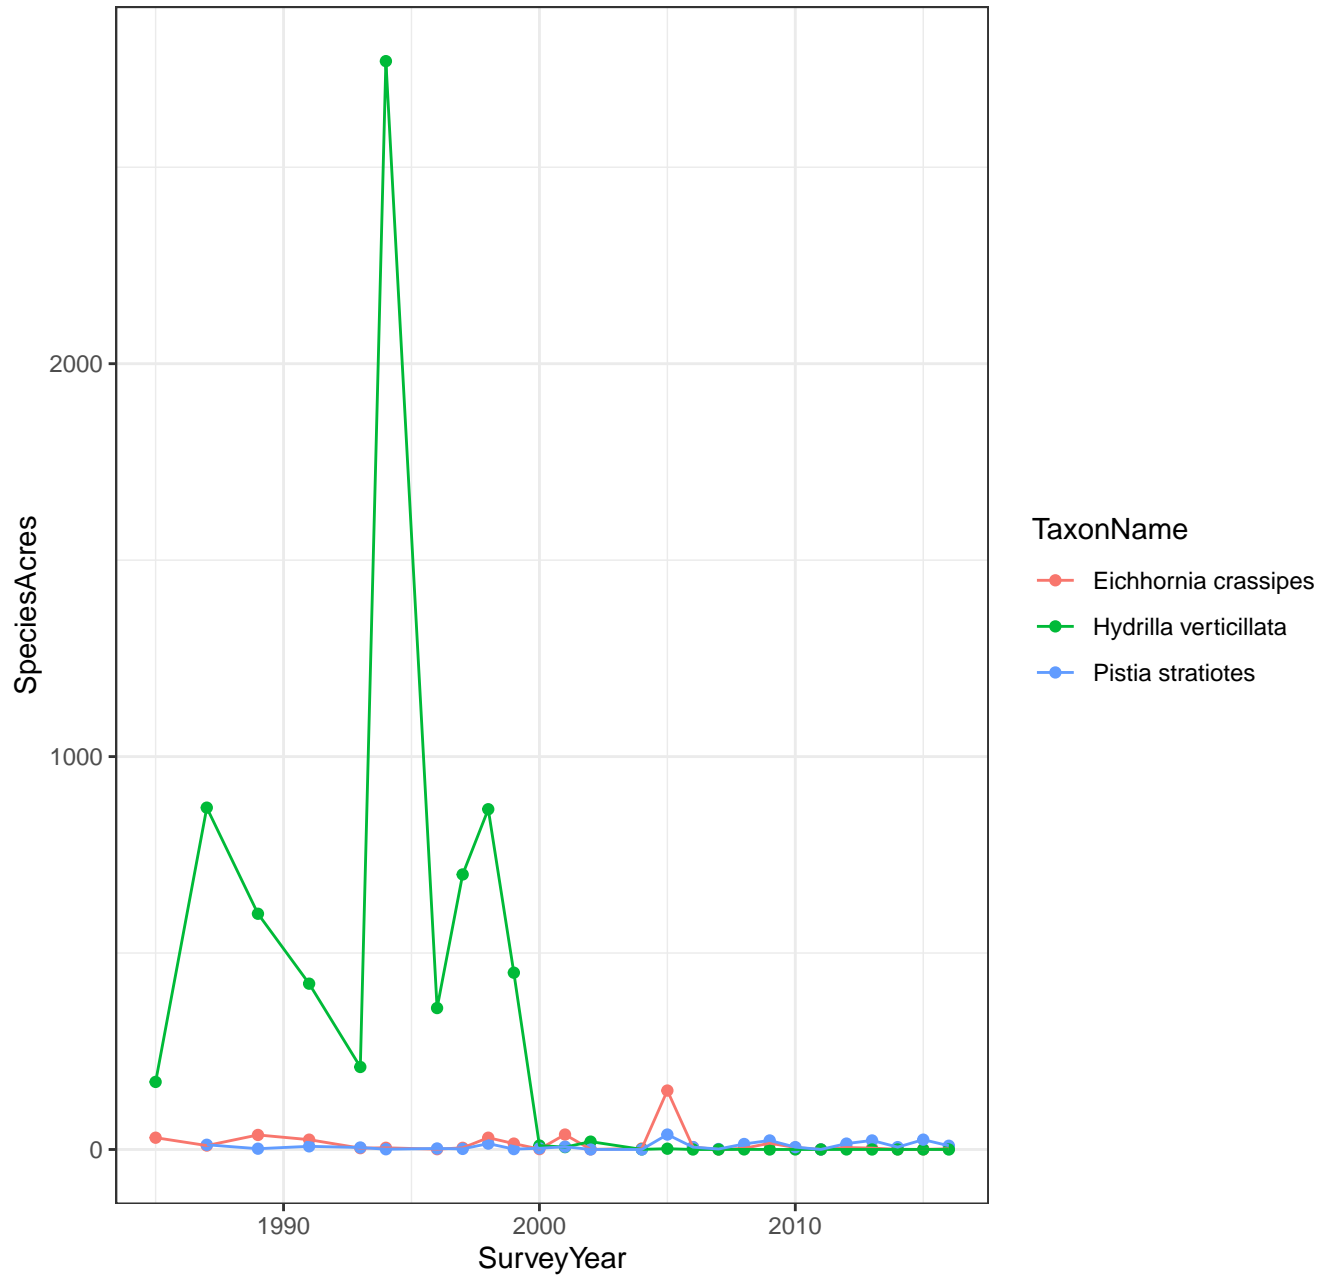 2000
1000
0
SpeciesAcres
1990
2000
2010
SurveyYear
TaxonName
Eichhornia crassipes
Hydrilla verticillata
Pistia stratiotes